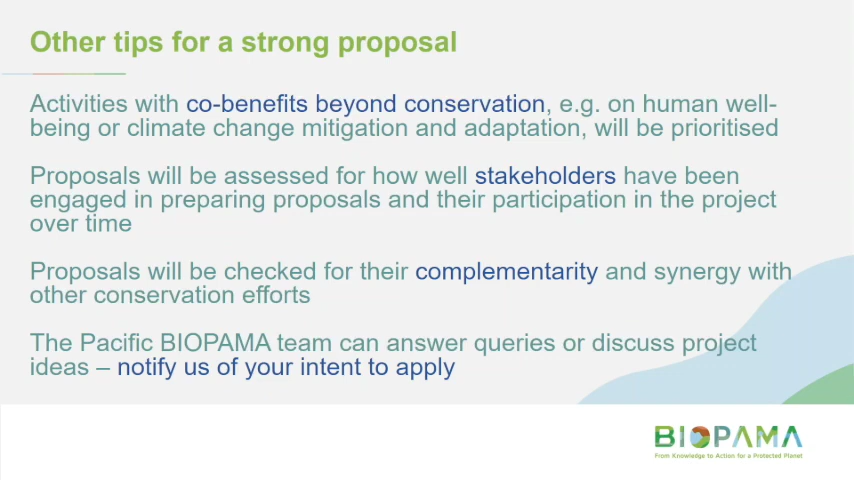 Other tips for a strong proposal
Activities with co-benefits beyond conservation, e.g. on human well-
being or climate change mitigation and adaptation, will be prioritised
Proposals will be assessed for how well stakeholders have been
engaged in preparing proposals and their participation in the project
over time
Proposals will be checked for their complementarity and synergy with
other conservation efforts
The Pacific BIOPAMA team can answer queries or discuss project
ideas – notify us of your intent to apply
BIOPAMA
From Knowledge to Action for a Protected Planet